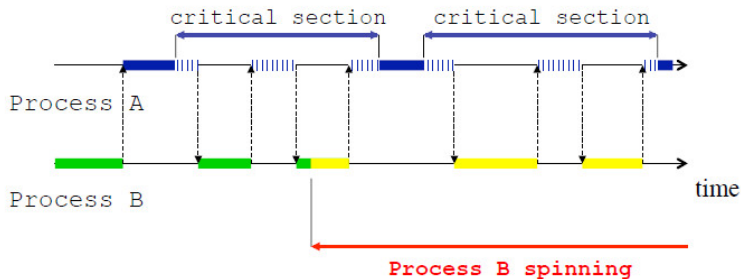 critical section critical section
Process A
Process B
time
Process B spinning